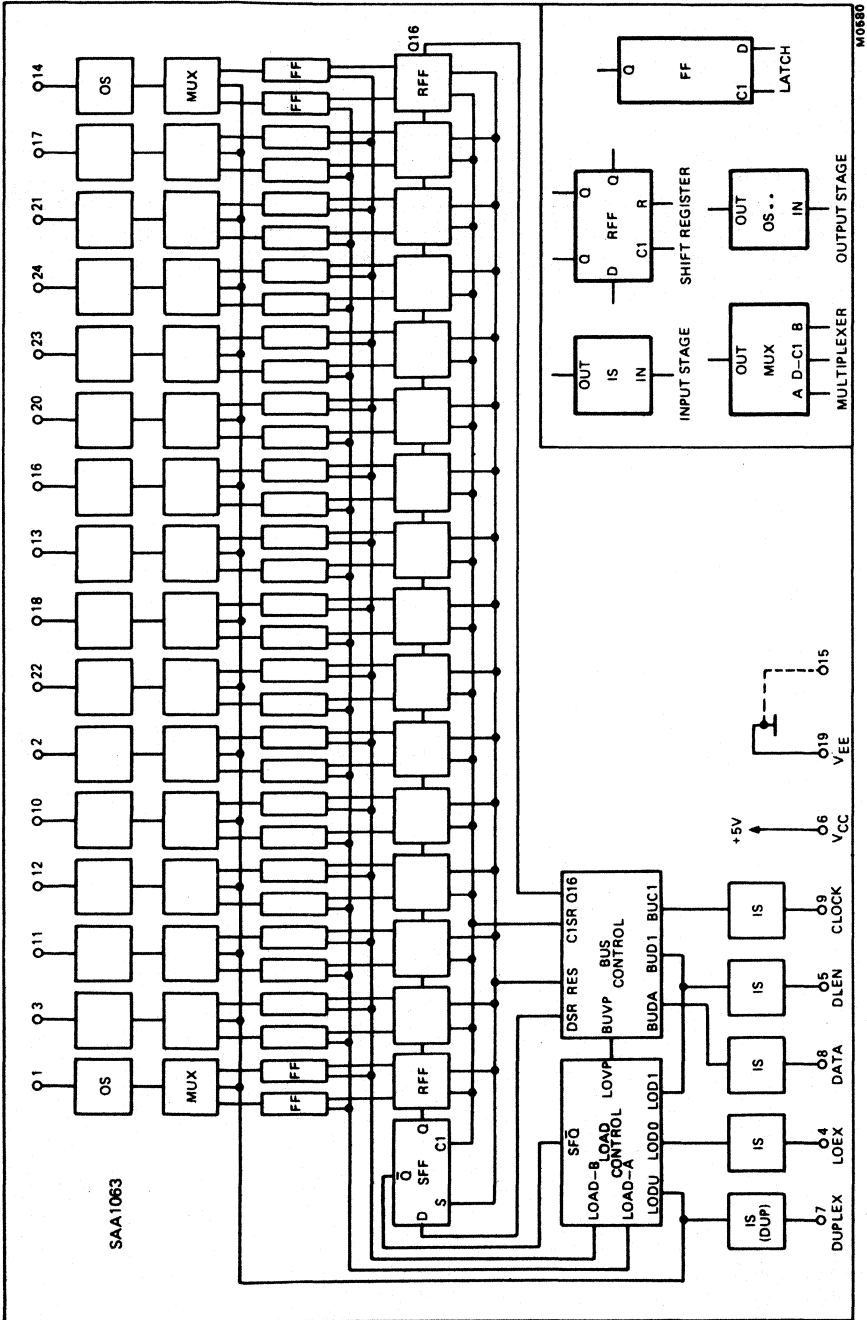 SAA1063
1 3 11 12 10 2 22 18 13 16 20 23 24 21 17 14
OS OS
MUX MUX
FF FF FF FF
Q16
Q̄ SFF Q RFF RFF
D S C1
SFQ̄ DSR RES C1SR Q16
LOAD-B LOAD CONTROL LOVP BUVP BUS CONTROL
LOAD-A
LODU LOD0 LOD1 BUDA BUD1 BUC1
IS (DUP) IS IS IS IS
7 4 8 5 9 6 19 15
DUPLEX LOEX DATA DLEN CLOCK VCC VEE
+5V
OUT
IS
IN
INPUT STAGE
Q Q
D RFF Q
C1 R
SHIFT REGISTER
Q
FF
C1 D
LATCH
OUT
MUX
A D-C1 B
MULTIPLEXER
OUT
OS..
IN
OUTPUT STAGE
M0680